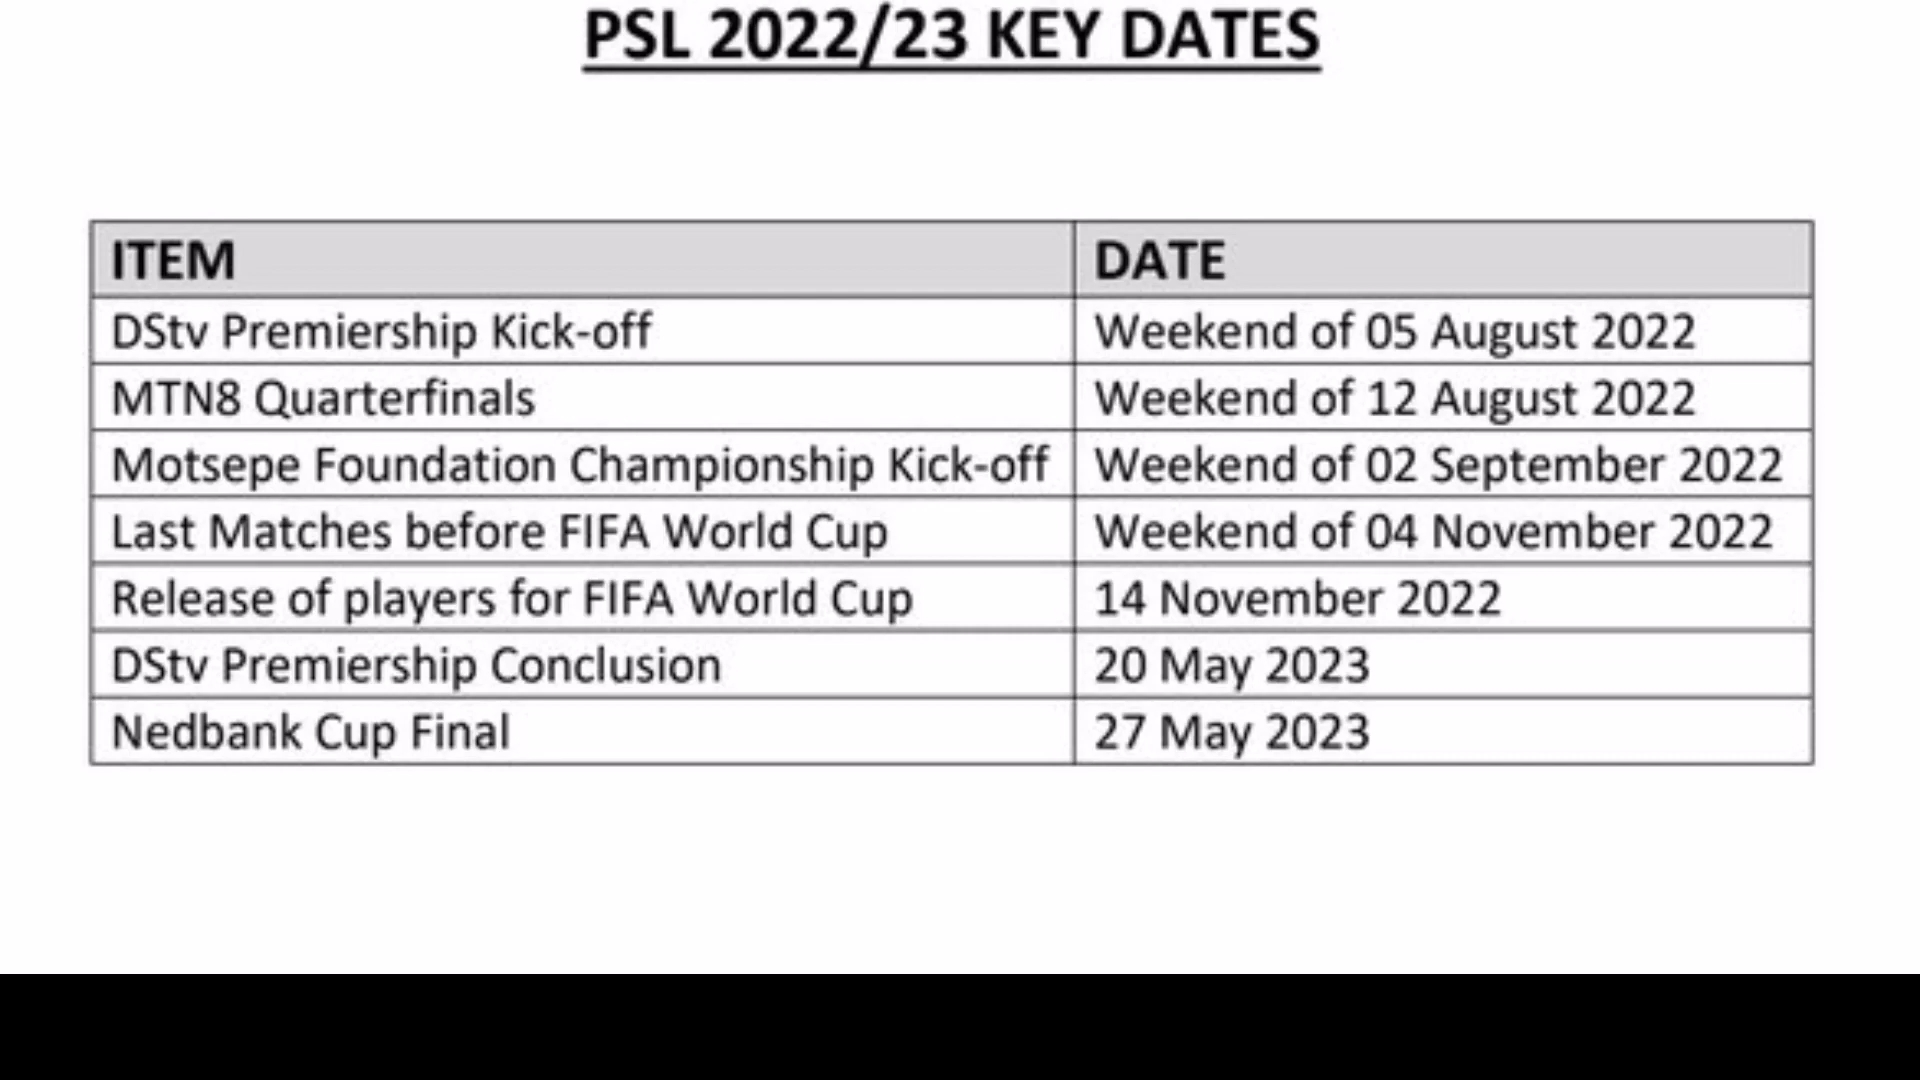 PSL 2022/23 KEY DATES
ITEM DATE
DStv Premiership Kick-off Weekend of 05 August 2022
MTN8 Quarterfinals Weekend of 12 August 2022
Motsepe Foundation Championship Kick-off Weekend of 02 September 2022
Last Matches before FIFA World Cup Weekend of 04 November 2022
Release of players for FIFA World Cup 14 November 2022
DStv Premiership Conclusion 20 May 2023
Nedbank Cup Final 27 May 2023